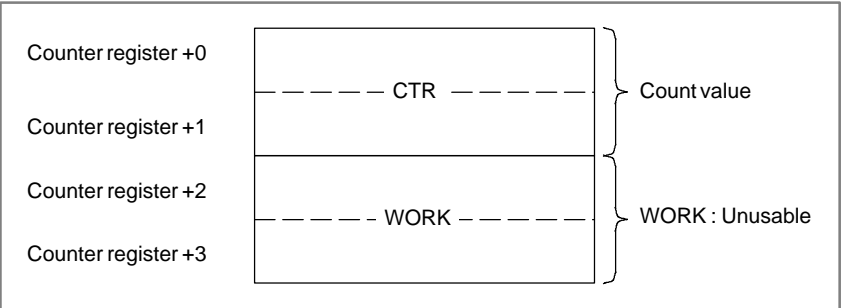 Counter register +0
CTR
Count value
Counter register +1
Counter register +2
WORK
WORK : Unusable
Counter register +3